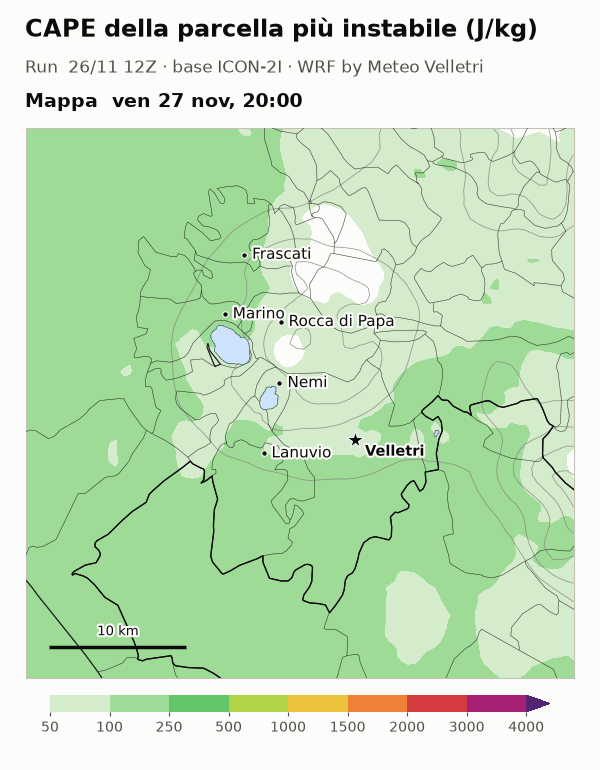 CAPE della parcella più instabile (J/kg)
Run  26/11 12Z · base ICON-2I · WRF by Meteo Velletri
Mappa  ven 27 nov, 20:00
Frascati
Marino
Rocca di Papa
Nemi
Velletri
Lanuvio
10 km
50 100 250 500 1000 1500 2000 3000 4000